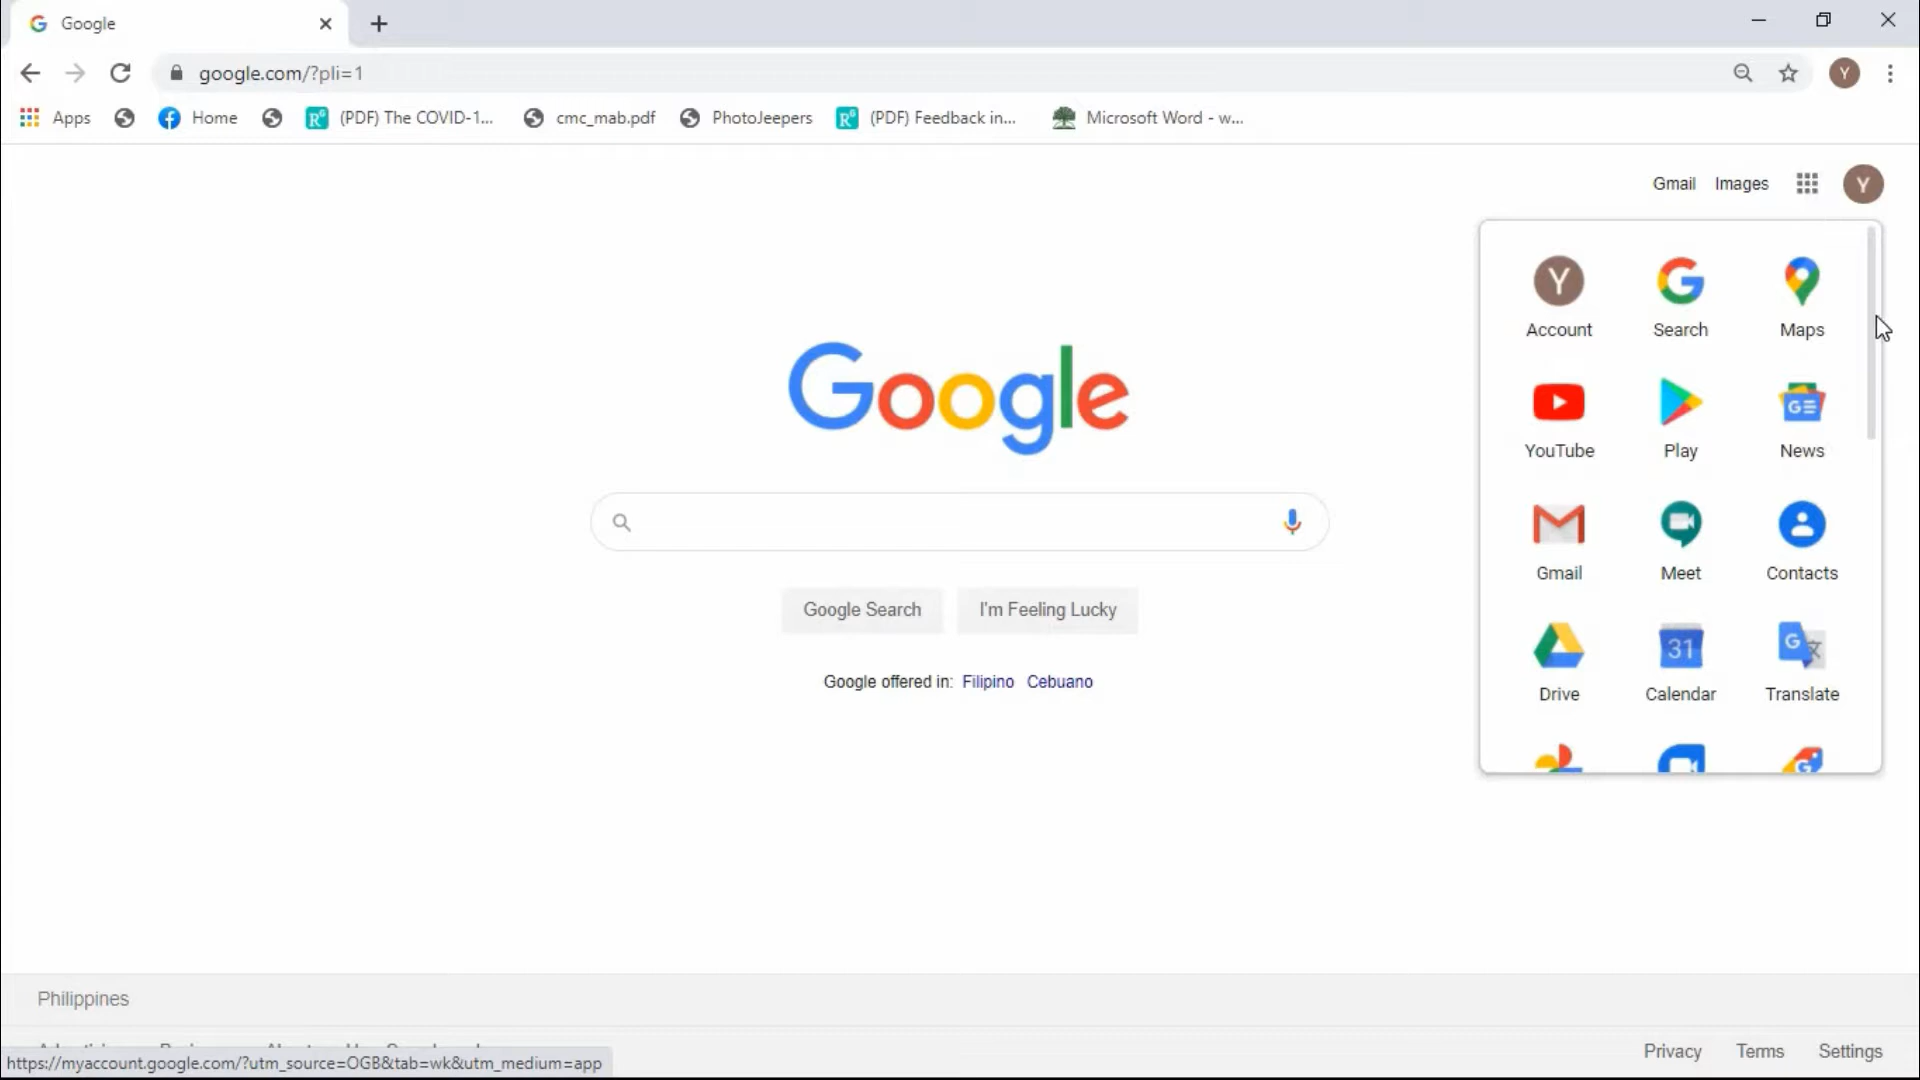 Google
google.com/?pli=1
Y
Apps
Home
(PDF) The COVID-1...
cmc_mab.pdf
PhotoJeepers
(PDF) Feedback in...
Microsoft Word - w...
Gmail Images
Y
Y
Account Search Maps
YouTube Play News
Gmail Meet Contacts
31
Drive Calendar Translate
Google
Google Search I'm Feeling Lucky
Google offered in: Filipino Cebuano
Philippines
Privacy Terms Settings
https://myaccount.google.com/?utm_source=OGB&tab=wk&utm_medium=app